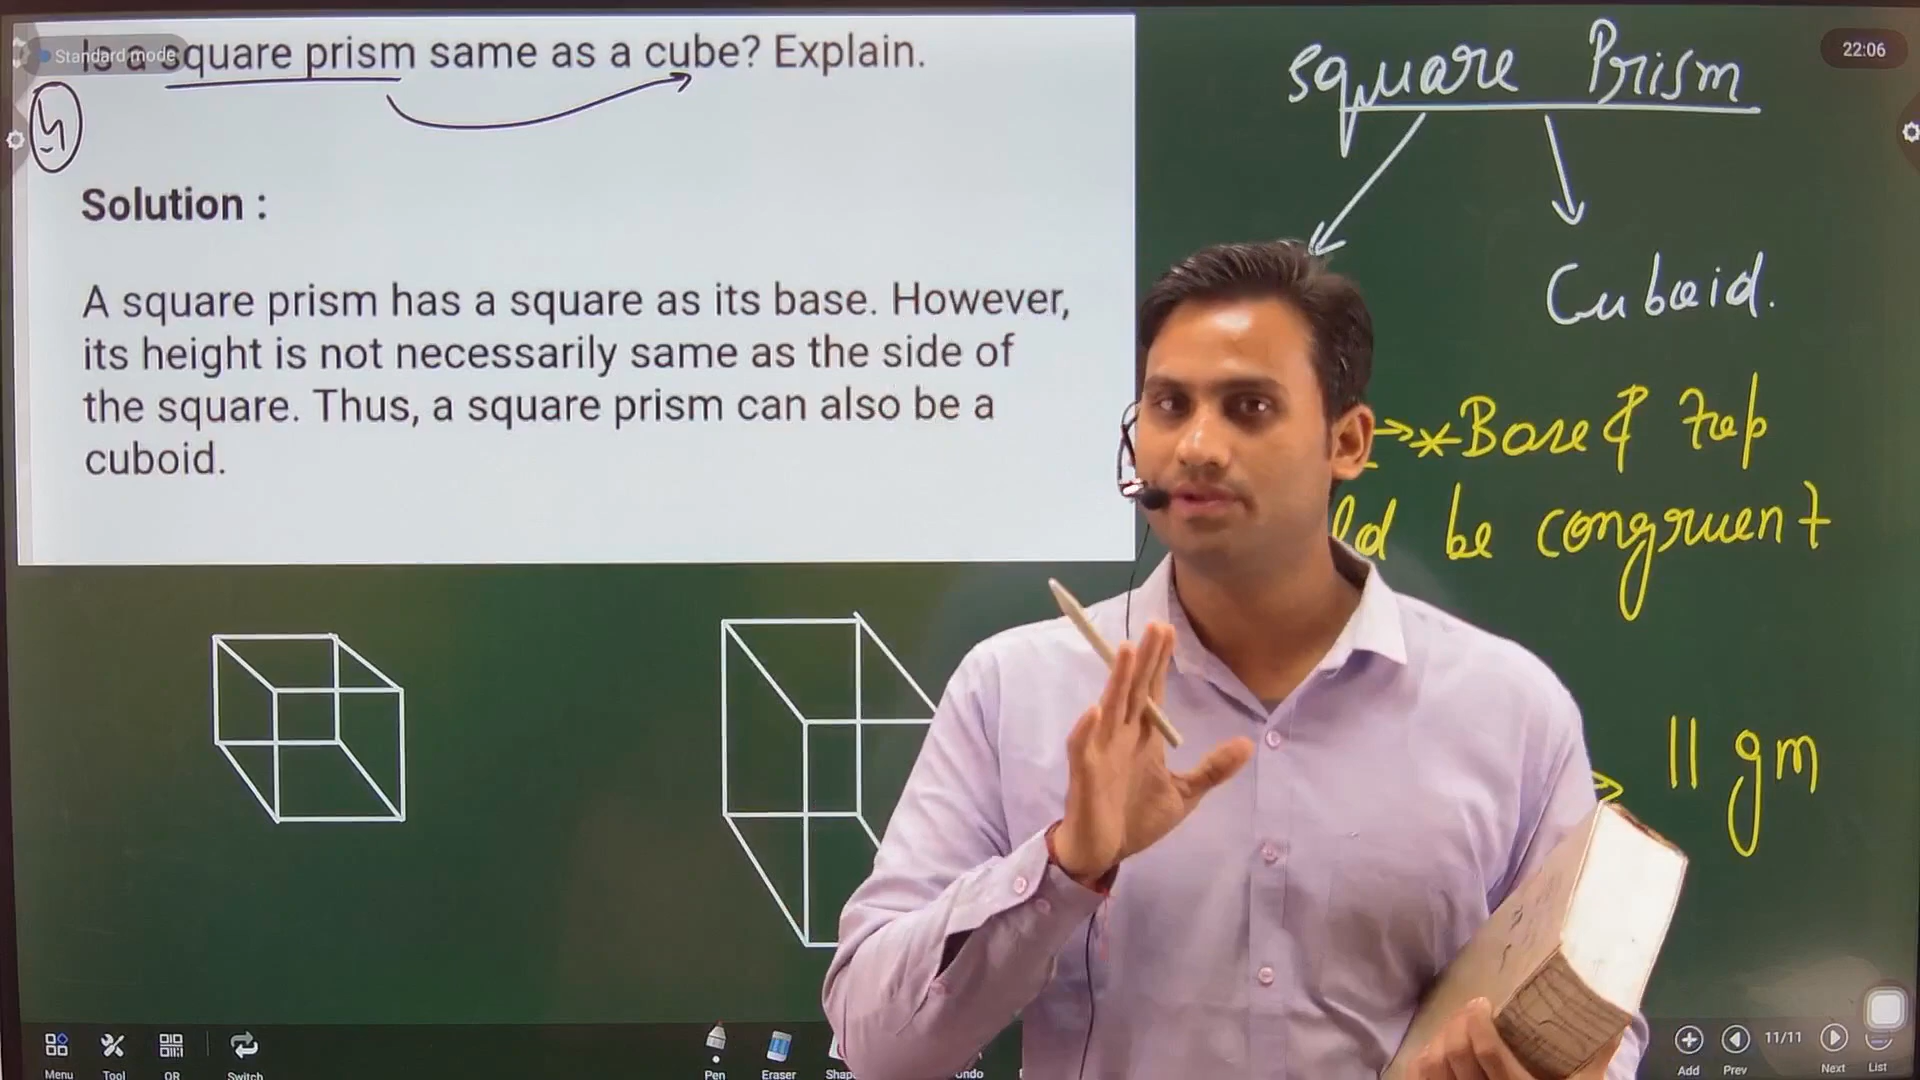 Is a square prism same as a cube? Explain.
Standard mode
4
Solution :
A square prism has a square as its base. However,
its height is not necessarily same as the side of
the square. Thus, a square prism can also be a
cuboid.
22:06
square Prism
Cuboid.
Base & top
be congruent
|| gm
Menu
Tool
QR
Switch
Pen
Eraser
Add
Prev
11/11
Next
List